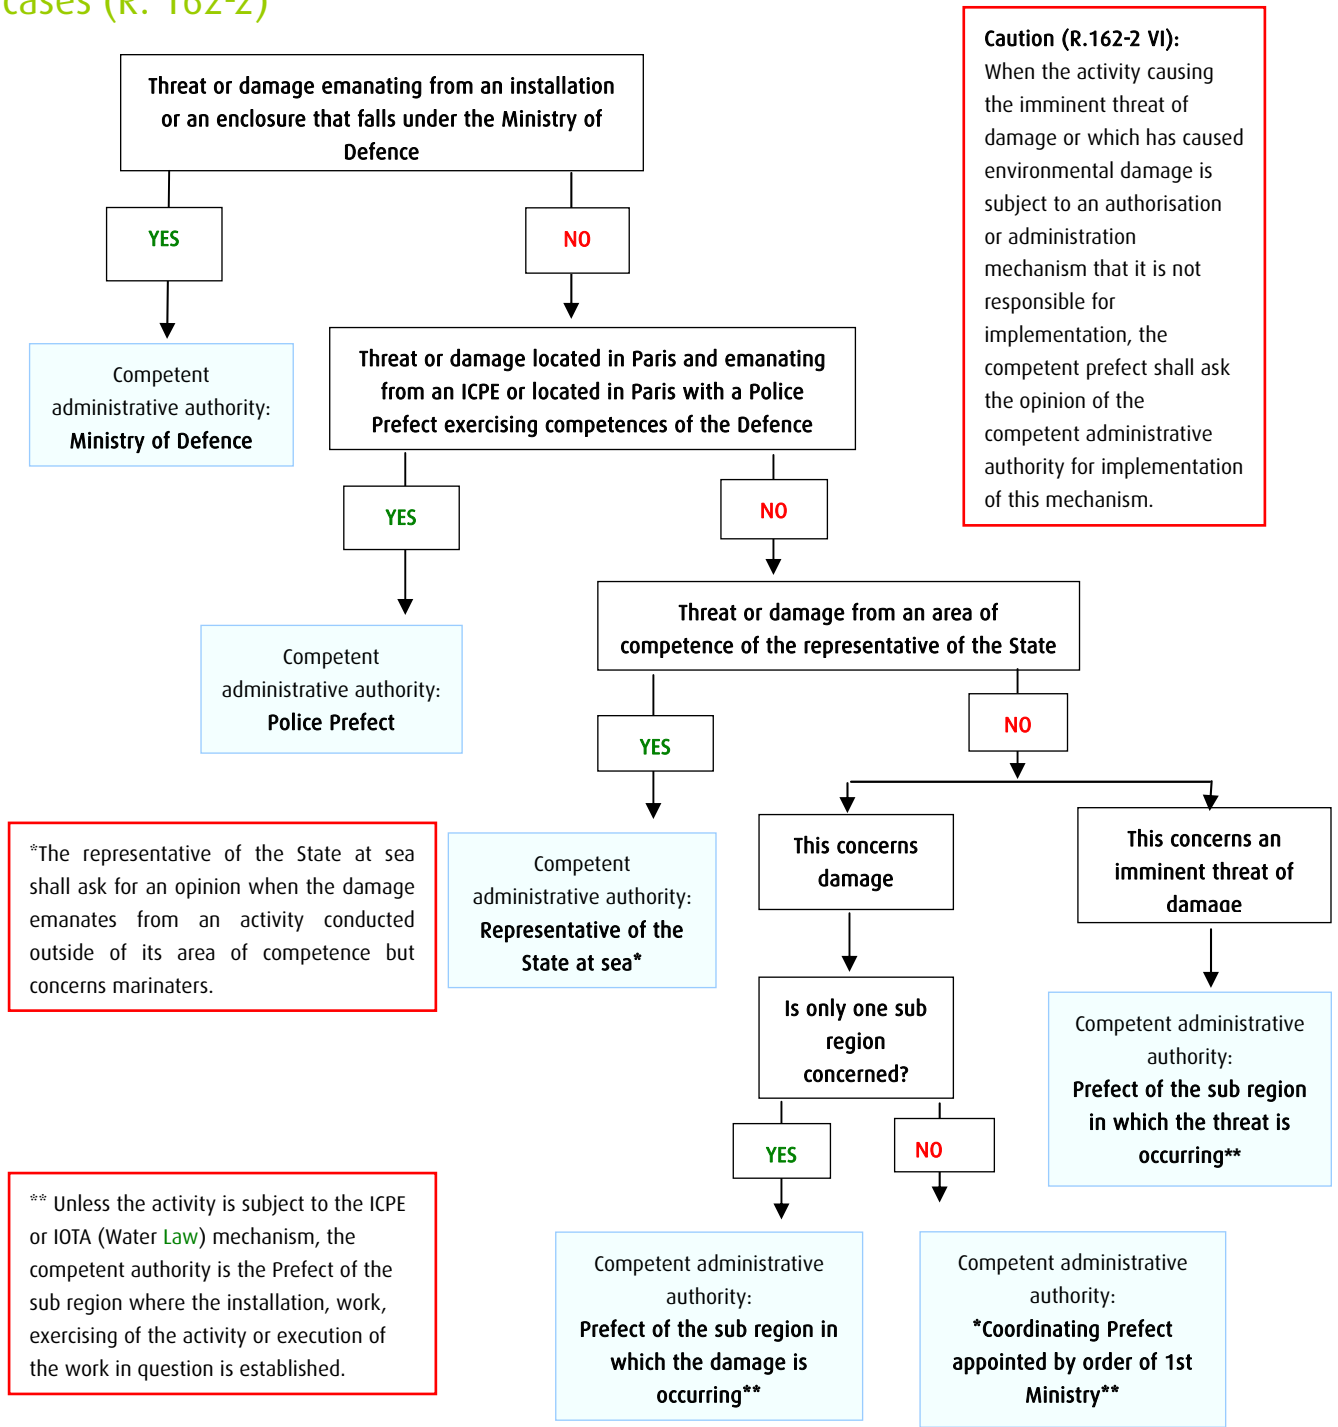 cases (R. 162-2)
Caution (R.162-2 VI):
When the activity causing
the imminent threat of
damage or which has caused
environmental damage is
subject to an authorisation
or administration
mechanism that it is not
responsible for
implementation, the
competent prefect shall ask
the opinion of the
competent administrative
authority for implementation
of this mechanism.
Threat or damage emanating from an installation
or an enclosure that falls under the Ministry of
Defence
YES
NO
Competent
administrative authority:
Ministry of Defence
Threat or damage located in Paris and emanating
from an ICPE or located in Paris with a Police
Prefect exercising competences of the Defence
YES
NO
Competent
administrative authority:
Police Prefect
Threat or damage from an area of
competence of the representative of the State
YES
NO
*The representative of the State at sea
shall ask for an opinion when the damage
emanates from an activity conducted
outside of its area of competence but
concerns marinaters.
Competent
administrative authority:
Representative of the
State at sea*
This concerns
damage
This concerns an
imminent threat of
damage
Is only one sub
region
concerned?
Competent administrative
authority:
Prefect of the sub region
in which the threat is
occurring**
YES
NO
** Unless the activity is subject to the ICPE
or IOTA (Water Law) mechanism, the
competent authority is the Prefect of the
sub region where the installation, work,
exercising of the activity or execution of
the work in question is established.
Competent administrative
authority:
Prefect of the sub region in
which the damage is
occurring**
Competent administrative
authority:
*Coordinating Prefect
appointed by order of 1st
Ministry**